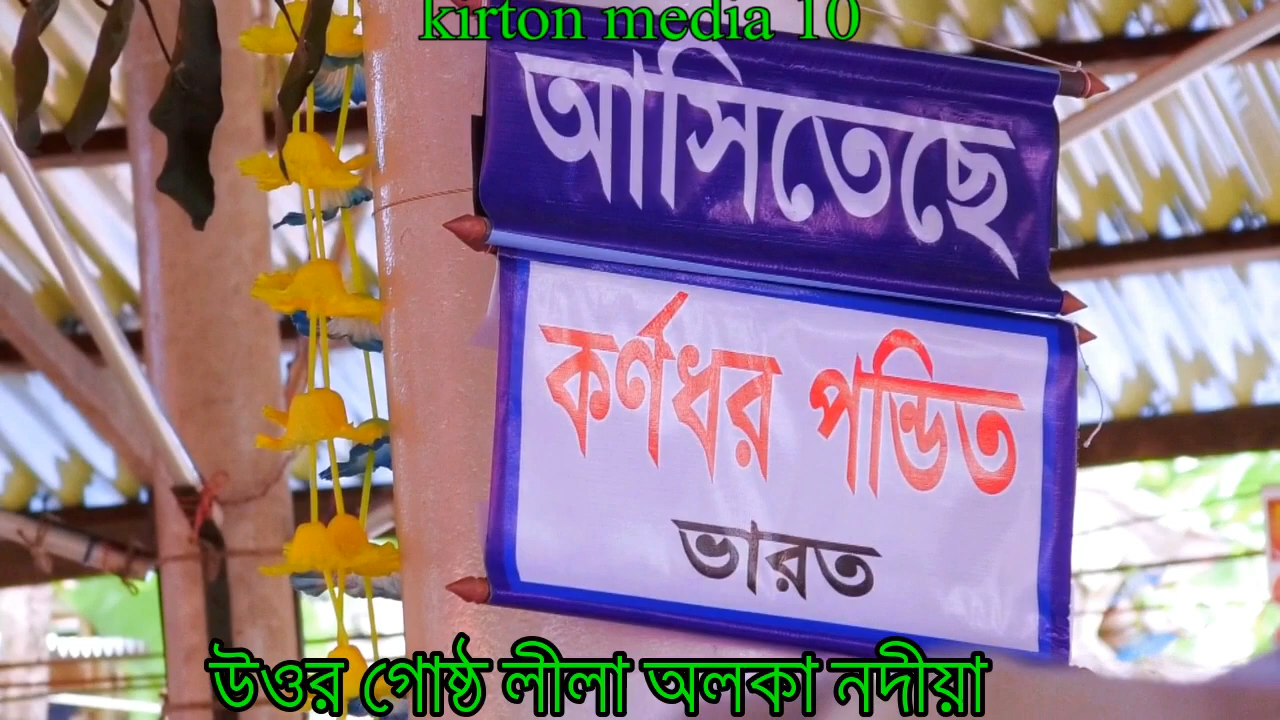 kirton media 10
আসিতেছে
কর্ণধর পন্ডিত
ভারত
উওর গোষ্ঠ লীলা অলকা নদীয়া